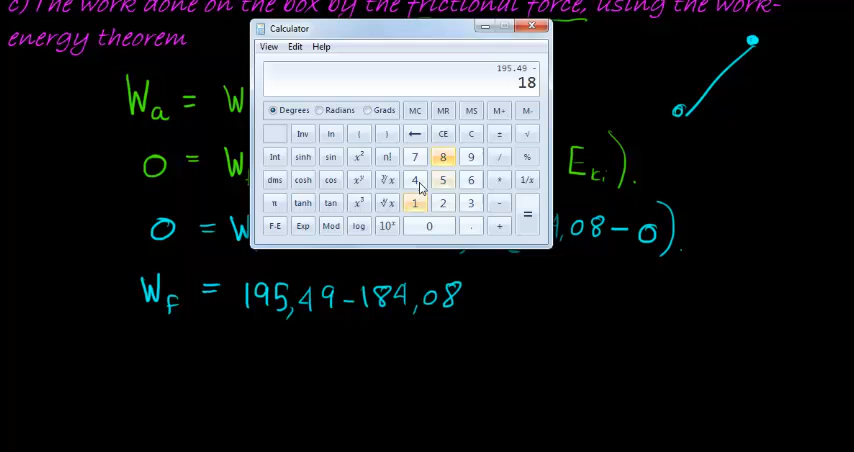 c) The work done on the box by the frictional force, using the work-
energy theorem
Calculator
View Edit Help
195.49 -
18
Degrees Radians Grads MC MR MS M+ M-
Inv ln ( ) ← CE C ± √
Int sinh sin x² n! 7 8 9 / %
dms cosh cos xʸ ʸ√x 4 5 6 * 1/x
π tanh tan x³ ³√x 1 2 3 - =
F-E Exp Mod log 10ˣ 0 . +
Wₐ = W
0 = W Eₖᵢ).
0 = W ,08 - 0).
W_F = 195,49 - 184,08